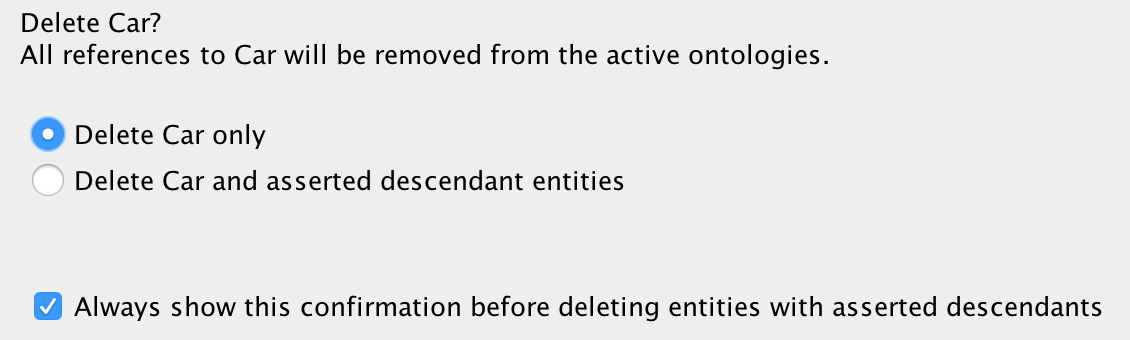 Delete Car?
All references to Car will be removed from the active ontologies.
Delete Car only
Delete Car and asserted descendant entities
Always show this confirmation before deleting entities with asserted descendants